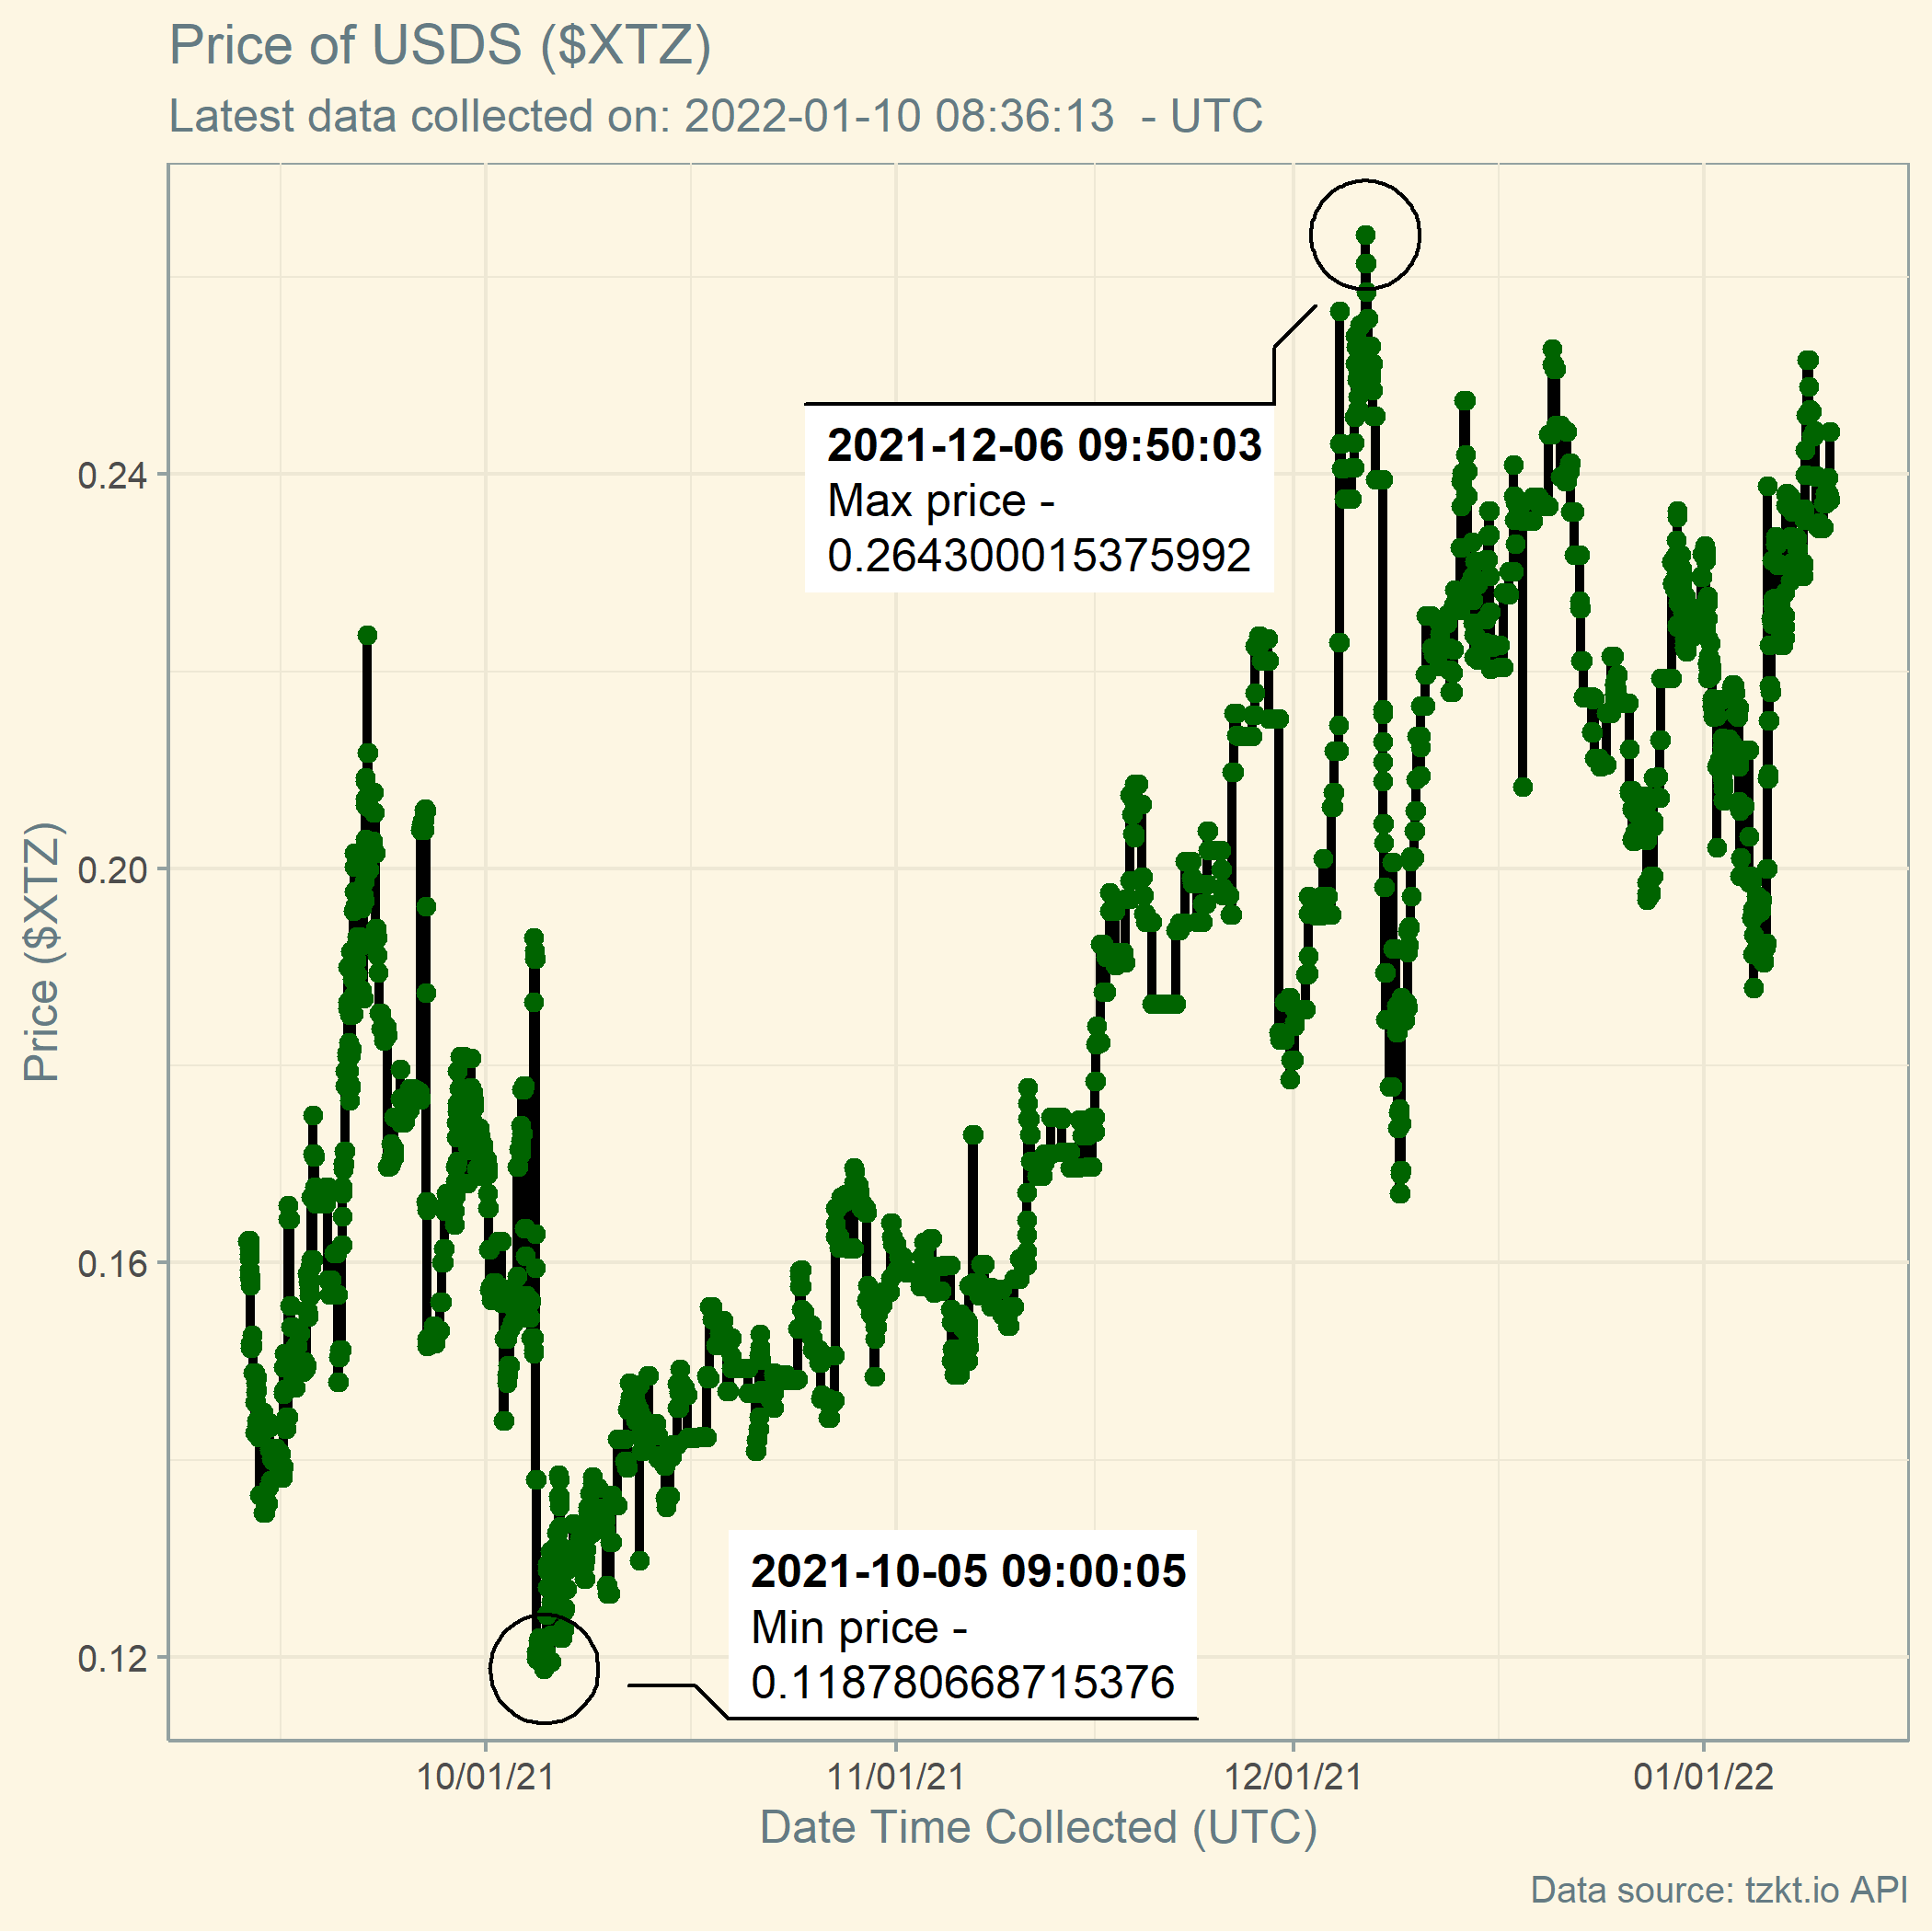 Price of USDS ($XTZ)
Latest data collected on: 2022-01-10 08:36:13  - UTC
2021-12-06 09:50:03
Max price -
0.264300015375992
0.24
0.20
0.16
0.12
Price ($XTZ)
2021-10-05 09:00:05
Min price -
0.118780668715376
10/01/21
11/01/21
12/01/21
01/01/22
Date Time Collected (UTC)
Data source: tzkt.io API